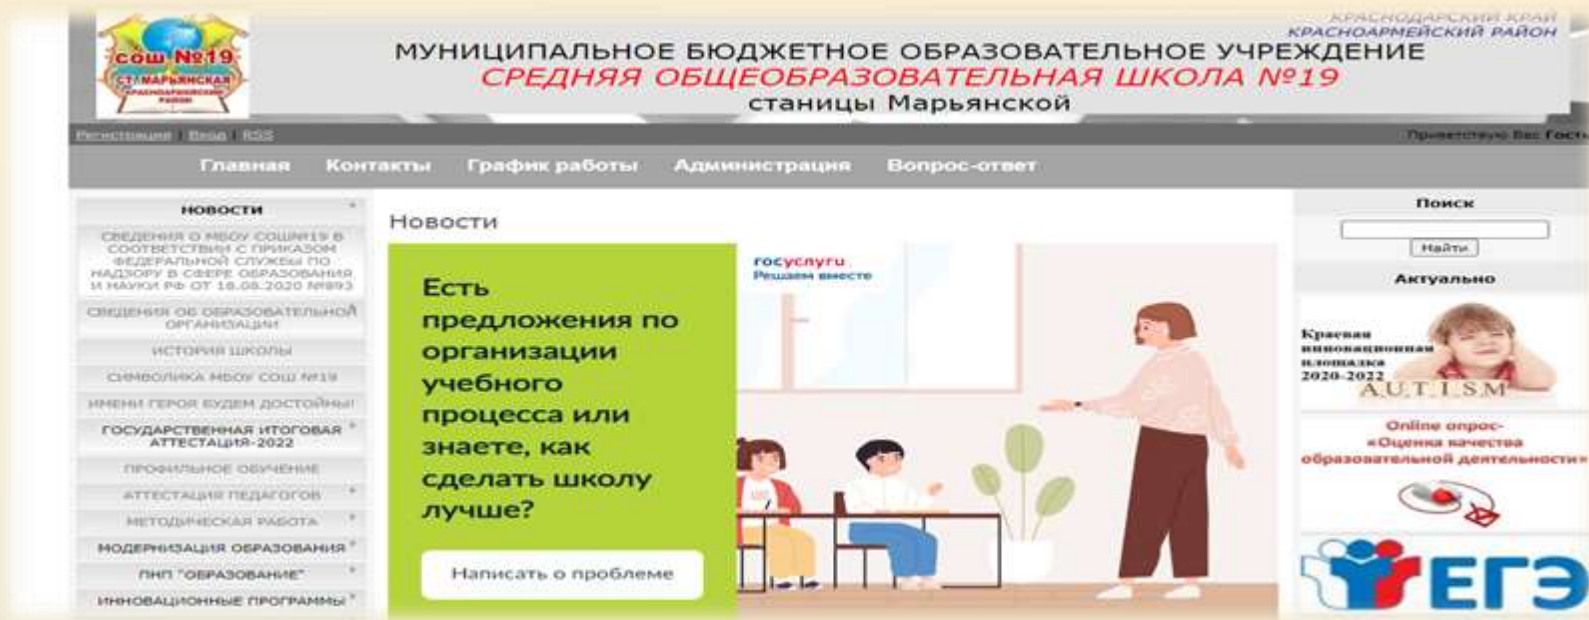 КРАСНОДАРСКИЙ КРАЙ
КРАСНОАРМЕЙСКИЙ РАЙОН
МУНИЦИПАЛЬНОЕ БЮДЖЕТНОЕ ОБРАЗОВАТЕЛЬНОЕ УЧРЕЖДЕНИЕ
СРЕДНЯЯ ОБЩЕОБРАЗОВАТЕЛЬНАЯ ШКОЛА №19
станицы Марьянской
СОШ №19
СТ. МАРЬЯНСКАЯ
КРАСНОАРМЕЙСКИЙ
РАЙОН
Регистрация | Вход | RSS
Приветствую Вас Гость
Главная Контакты График работы Администрация Вопрос-ответ
НОВОСТИ
СВЕДЕНИЯ О МБОУ СОШ№19 В
СООТВЕТСТВИИ С ПРИКАЗОМ
ФЕДЕРАЛЬНОЙ СЛУЖБЫ ПО
НАДЗОРУ В СФЕРЕ ОБРАЗОВАНИЯ
И НАУКИ РФ ОТ 18.08.2020 №893
СВЕДЕНИЯ ОБ ОБРАЗОВАТЕЛЬНОЙ
ОРГАНИЗАЦИИ
ИСТОРИЯ ШКОЛЫ
СИМВОЛИКА МБОУ СОШ №19
ИМЕНИ ГЕРОЯ БУДЕМ ДОСТОЙНЫ!
ГОСУДАРСТВЕННАЯ ИТОГОВАЯ
АТТЕСТАЦИЯ-2022
ПРОФИЛЬНОЕ ОБУЧЕНИЕ
АТТЕСТАЦИЯ ПЕДАГОГОВ
МЕТОДИЧЕСКАЯ РАБОТА
МОДЕРНИЗАЦИЯ ОБРАЗОВАНИЯ
ПНП "ОБРАЗОВАНИЕ"
ИННОВАЦИОННЫЕ ПРОГРАММЫ
Новости
Есть
предложения по
организации
учебного
процесса или
знаете, как
сделать школу
лучше?
Написать о проблеме
госуслуги
Решаем вместе
Поиск
Найти
Актуально
Краевая
инновационная
площадка
2020-2022
A.U.T.I.S.M
Online опрос-
«Оценка качества
образовательной деятельности»
ЕГЭ